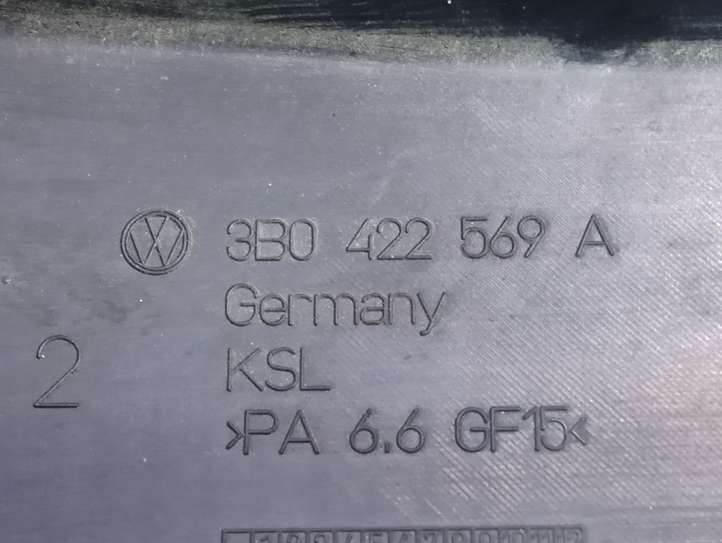 3B0 422 569 A
Germany
2
KSL
>PA 6.6 GF15<